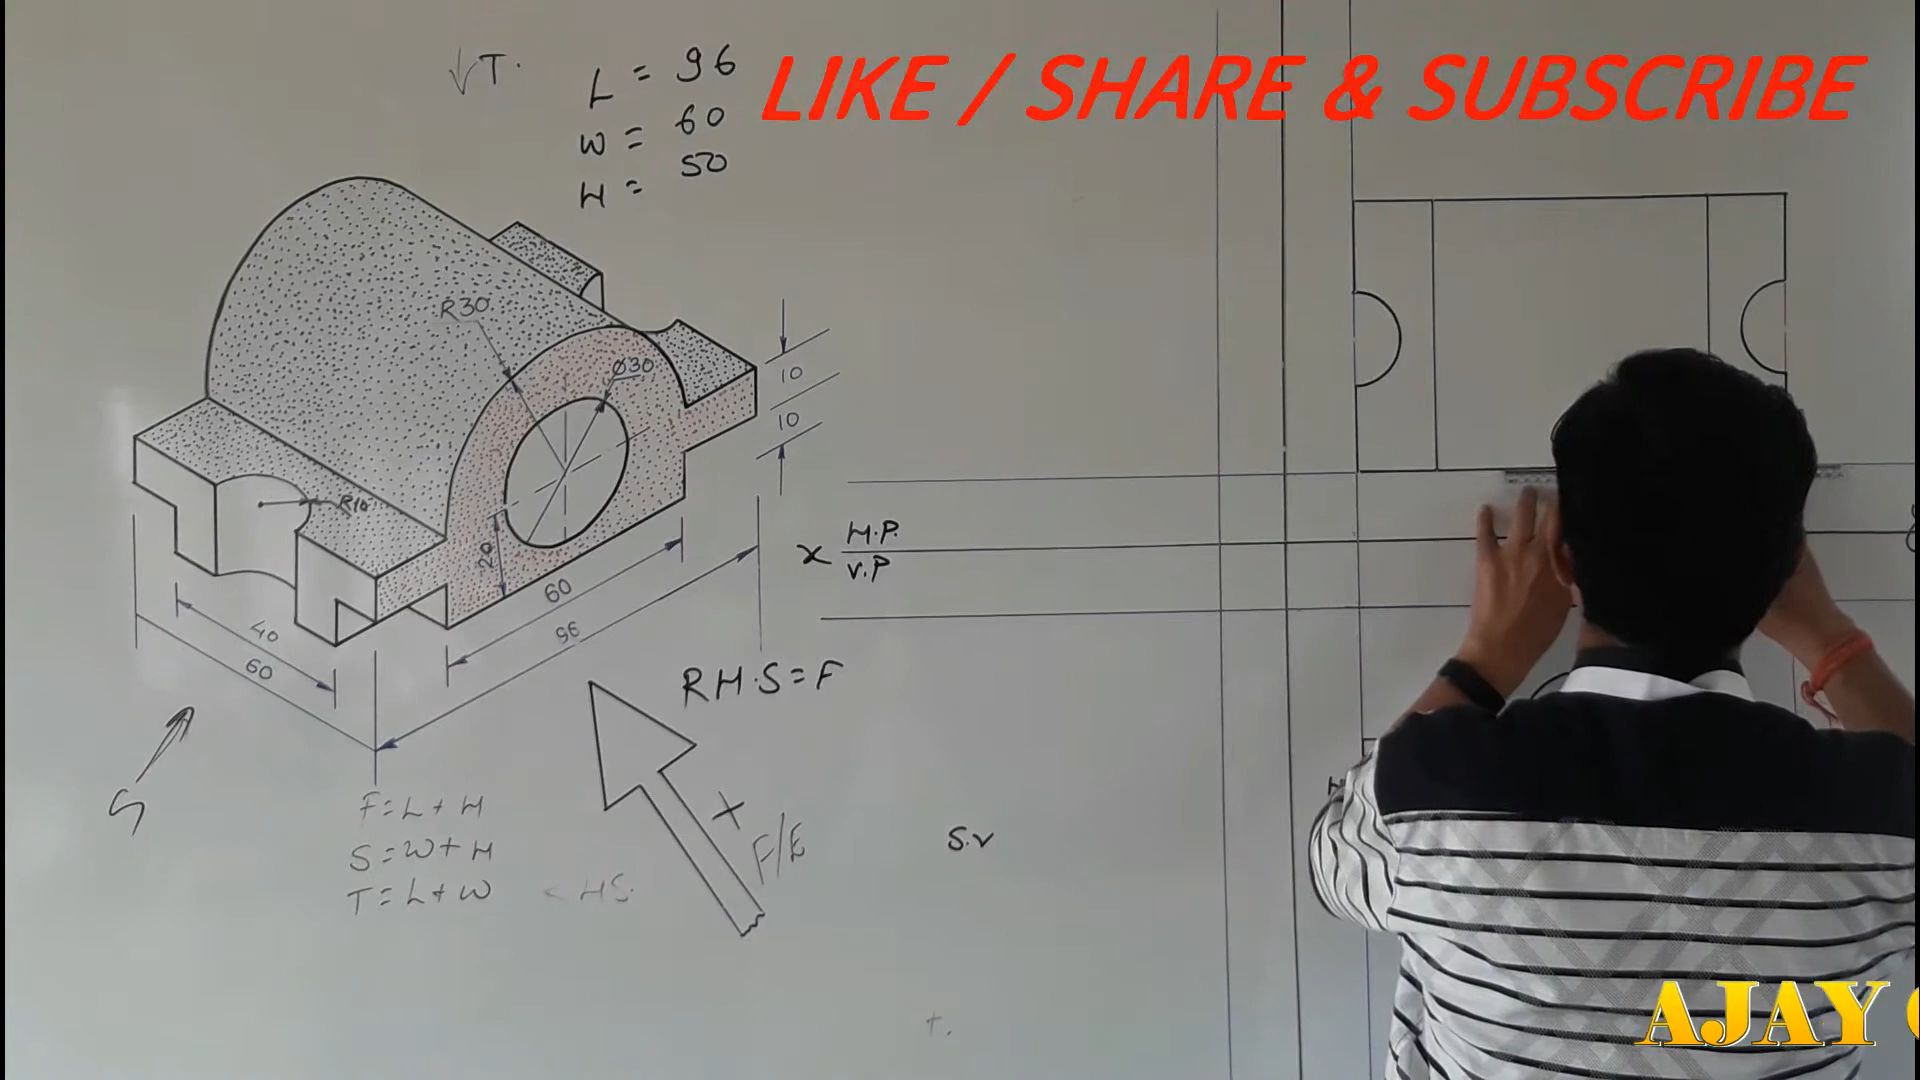 LIKE / SHARE & SUBSCRIBE
T.
L = 96
W = 60
H = 50
R30
Ø30
10
10
R10
20
60
96
40
60
RH.S=F
S
F=L+H
S=W+H
T=L+W
HS.
X
F/E
X H.P.
V.P
S.V
AJAY